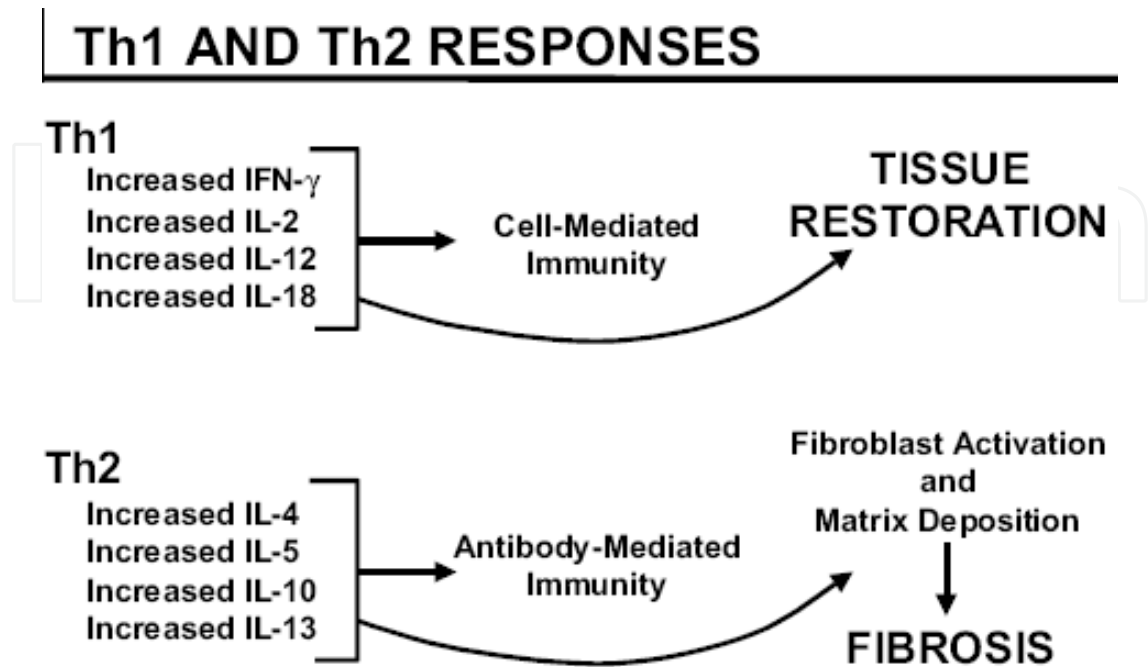 Th1 AND Th2 RESPONSES
Th1
Increased IFN-γ
Increased IL-2
Increased IL-12
Increased IL-18
Cell-Mediated
Immunity
TISSUE
RESTORATION
Th2
Increased IL-4
Increased IL-5
Increased IL-10
Increased IL-13
Antibody-Mediated
Immunity
Fibroblast Activation
and
Matrix Deposition
FIBROSIS